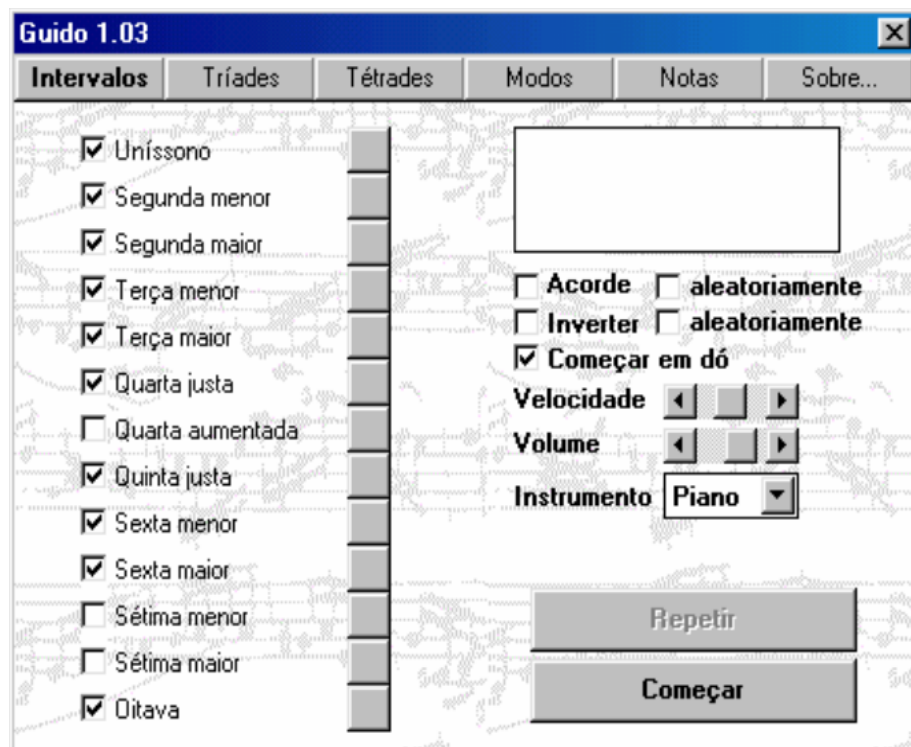 Guido 1.03
Intervalos Tríades Tétrades Modos Notas Sobre...
Uníssono
Segunda menor
Segunda maior
Terça menor
Terça maior
Quarta justa
Quarta aumentada
Quinta justa
Sexta menor
Sexta maior
Sétima menor
Sétima maior
Oitava
Acorde aleatoriamente
Inverter aleatoriamente
Começar em dó
Velocidade
Volume
Instrumento Piano
Repetir
Começar